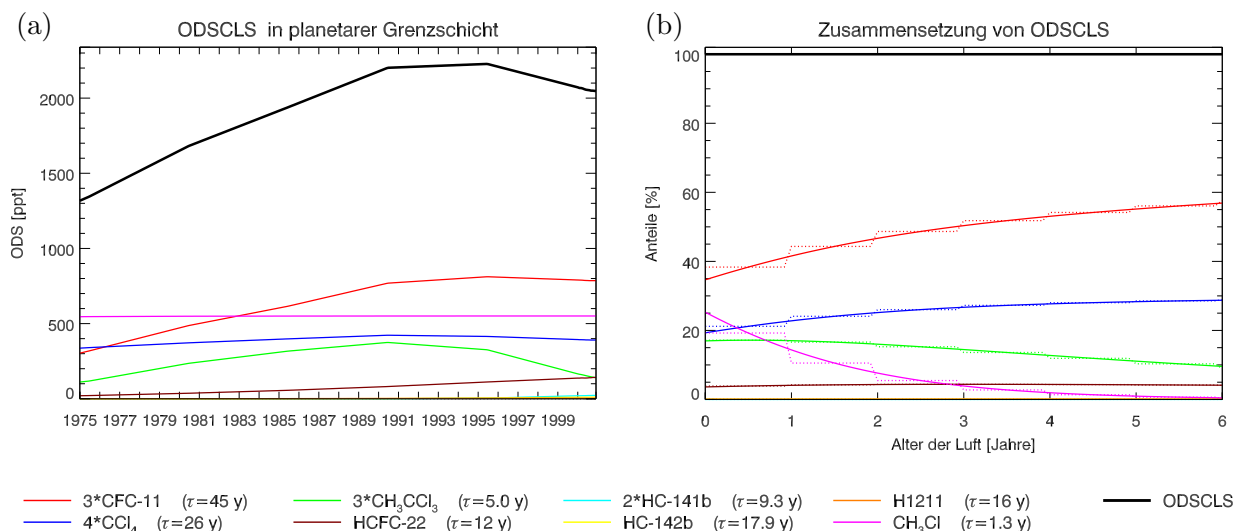 (a)
ODSCLS in planetarer Grenzschicht
ODS [ppt]
2000
1500
1000
500
0
1975 1977 1979 1981 1983 1985 1987 1989 1991 1993 1995 1997 1999
(b)
Zusammensetzung von ODSCLS
Anteile [%]
100
80
60
40
20
0
0 1 2 3 4 5 6
Alter der Luft [Jahre]
3*CFC-11 (τ=45 y)
3*CH₃CCl₃ (τ=5.0 y)
2*HC-141b (τ=9.3 y)
H1211 (τ=16 y)
ODSCLS
4*CCl₄ (τ=26 y)
HCFC-22 (τ=12 y)
HC-142b (τ=17.9 y)
CH₃Cl (τ=1.3 y)